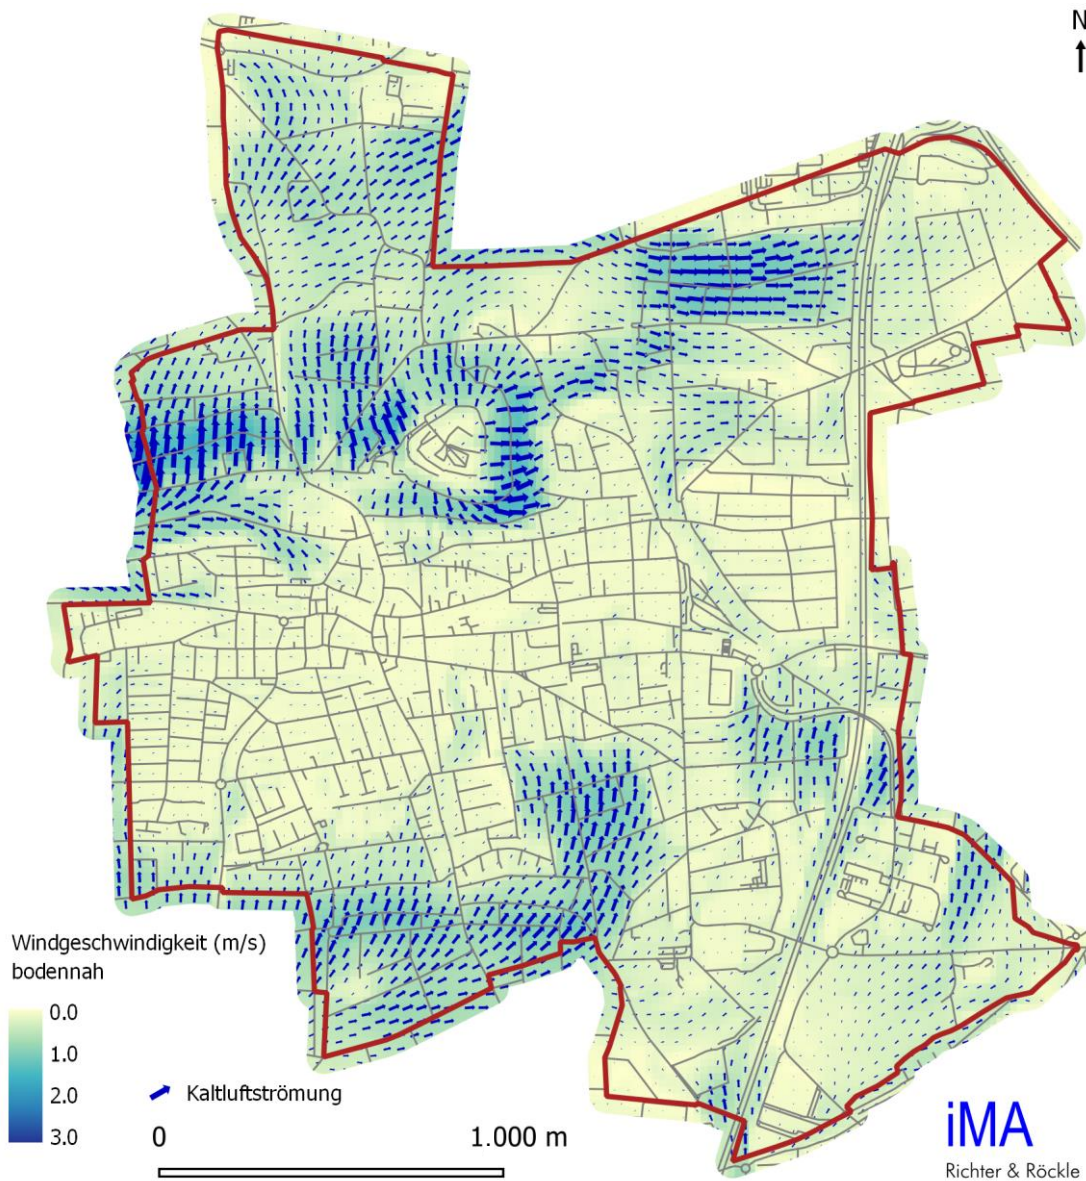 N
Windgeschwindigkeit (m/s)
bodennah
0.0
1.0
2.0
3.0
Kaltluftströmung
0 1.000 m
iMA
Richter & Röckle